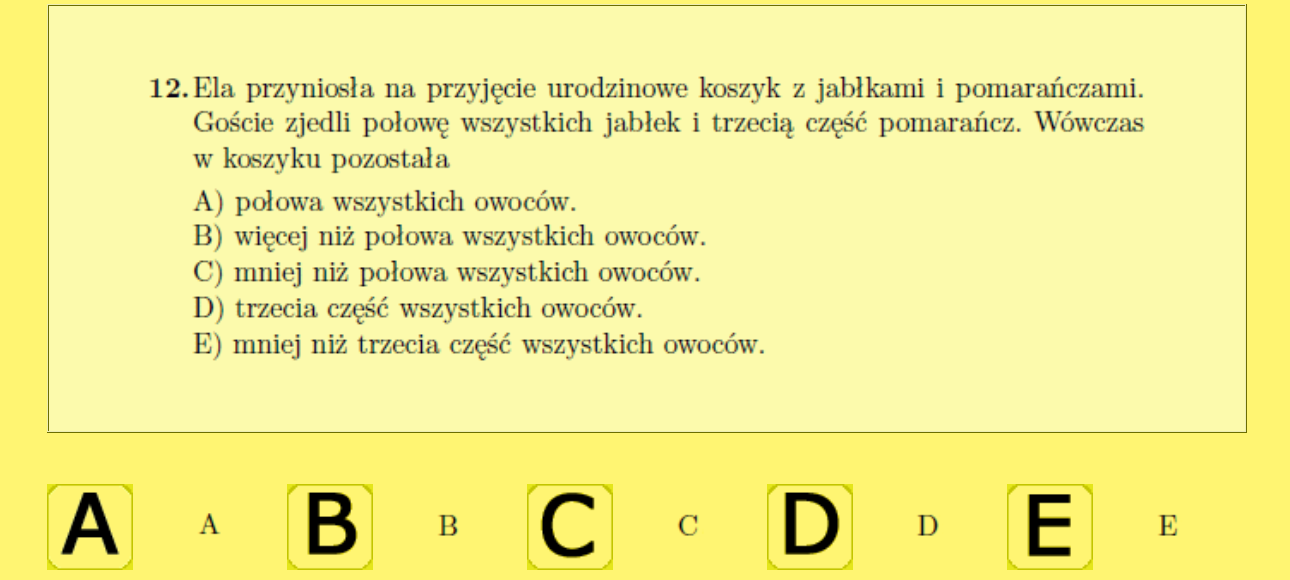 12. Ela przyniosła na przyjęcie urodzinowe koszyk z jabłkami i pomarańczami.
Goście zjedli połowę wszystkich jabłek i trzecią część pomarańcz. Wówczas
w koszyku pozostała
A) połowa wszystkich owoców.
B) więcej niż połowa wszystkich owoców.
C) mniej niż połowa wszystkich owoców.
D) trzecia część wszystkich owoców.
E) mniej niż trzecia część wszystkich owoców.
A A B B C C D D E E